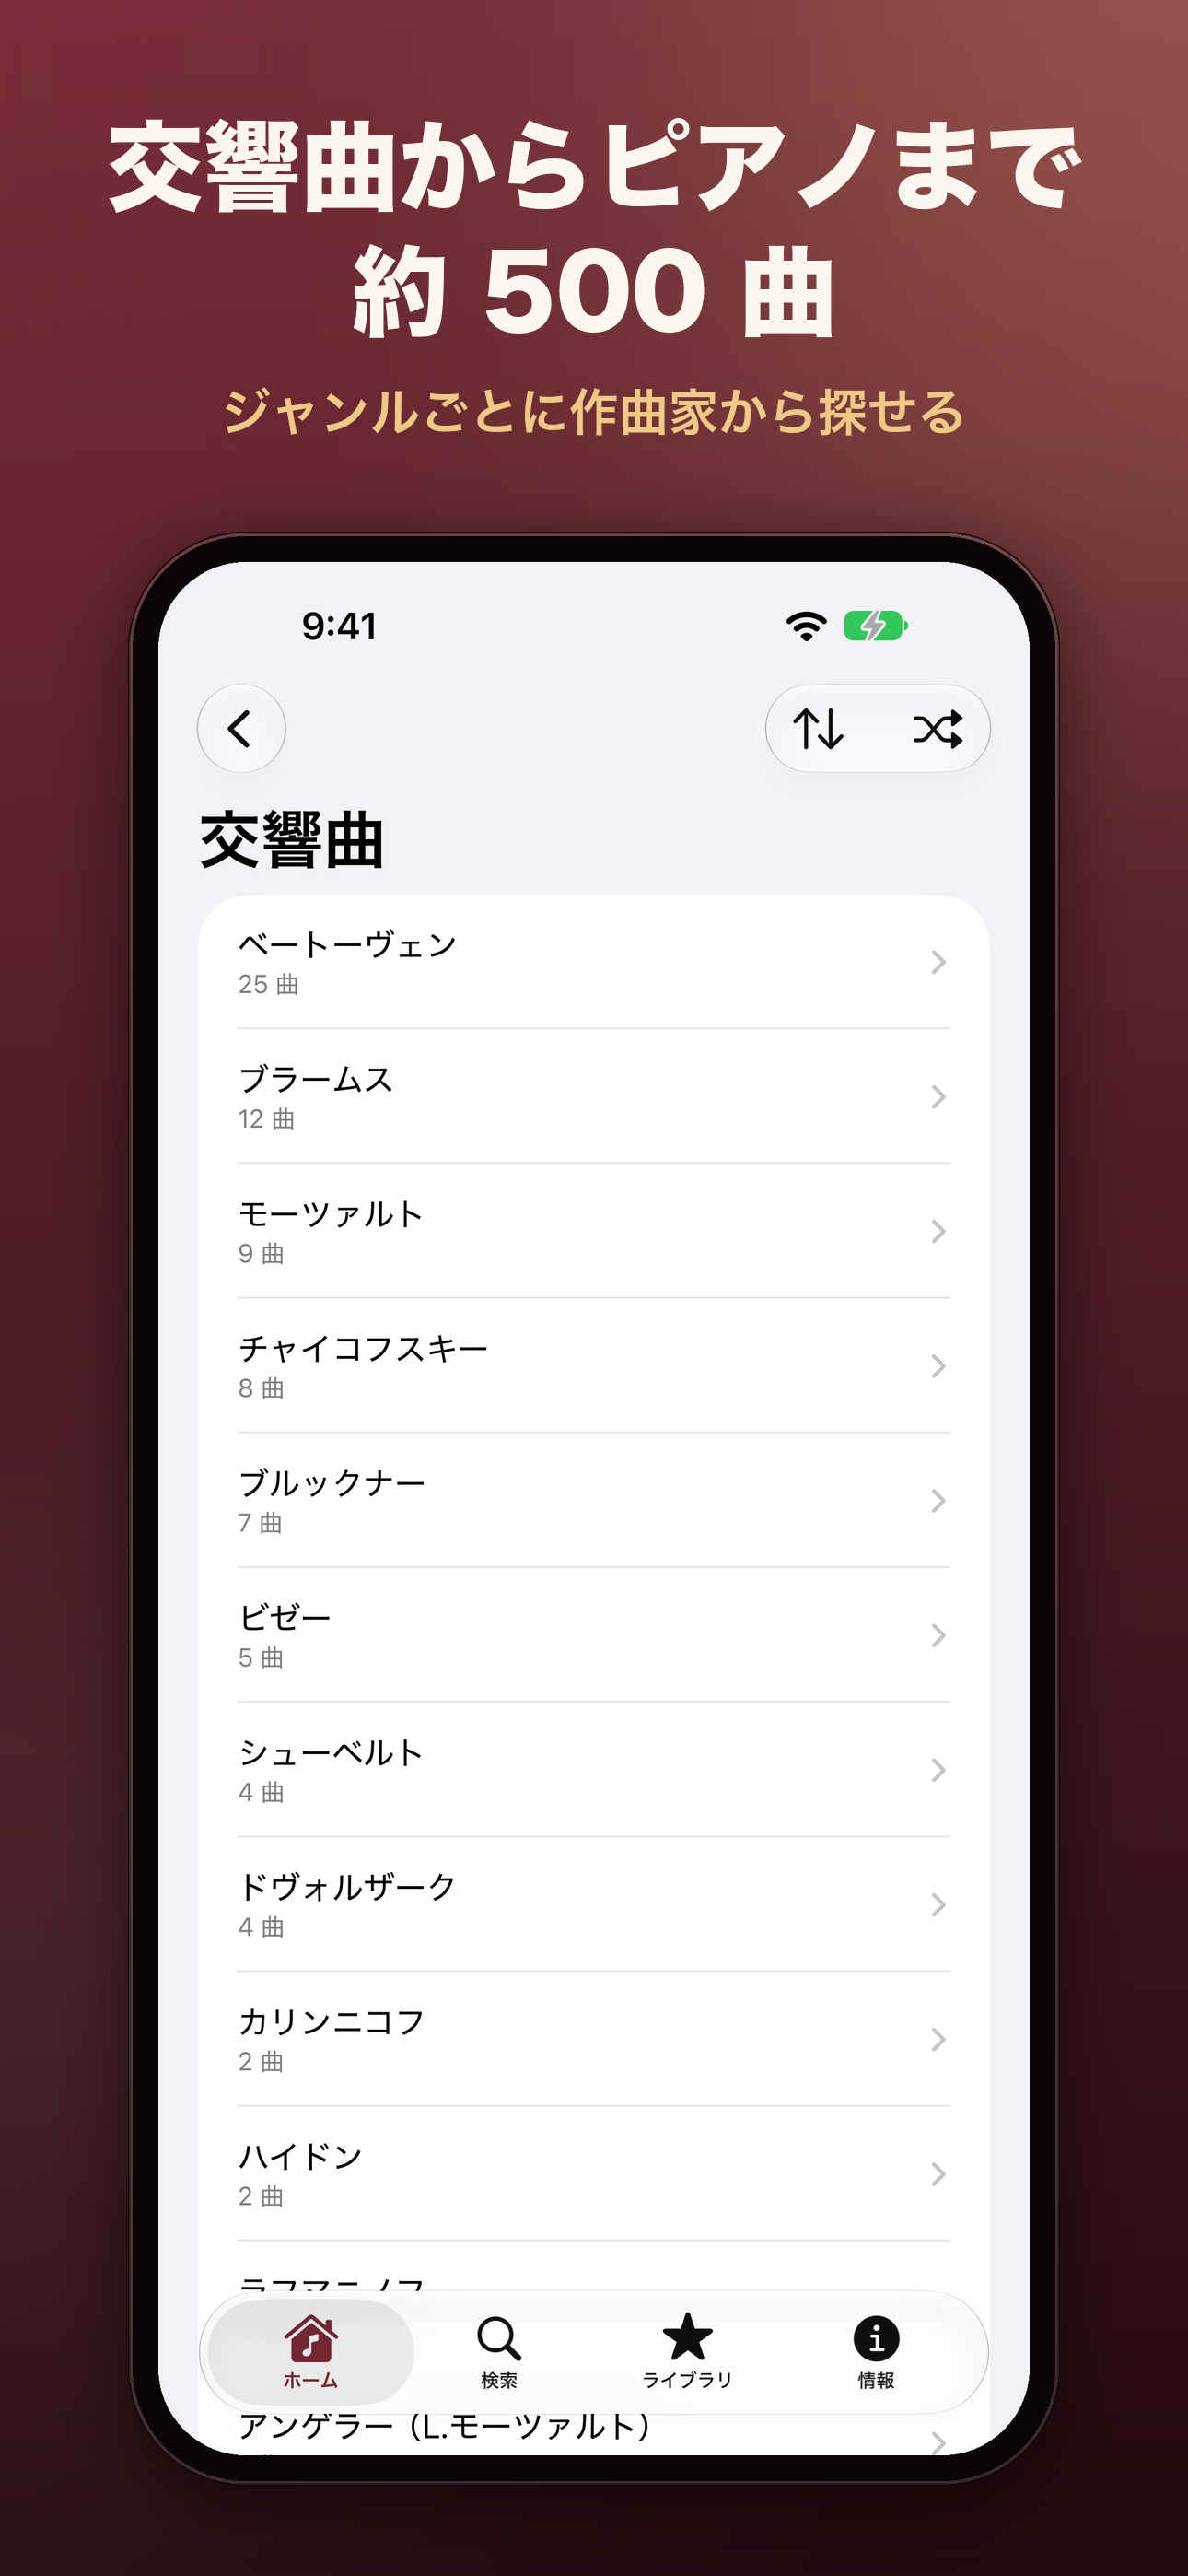 交響曲からピアノまで
約 500 曲
ジャンルごとに作曲家から探せる
9:41
交響曲
ベートーヴェン
25 曲
ブラームス
12 曲
モーツァルト
9 曲
チャイコフスキー
8 曲
ブルックナー
7 曲
ビゼー
5 曲
シューベルト
4 曲
ドヴォルザーク
4 曲
カリンニコフ
2 曲
ハイドン
2 曲
ラフマニノフ
ホーム
検索
ライブラリ
情報
アンゲラー（L.モーツァルト）